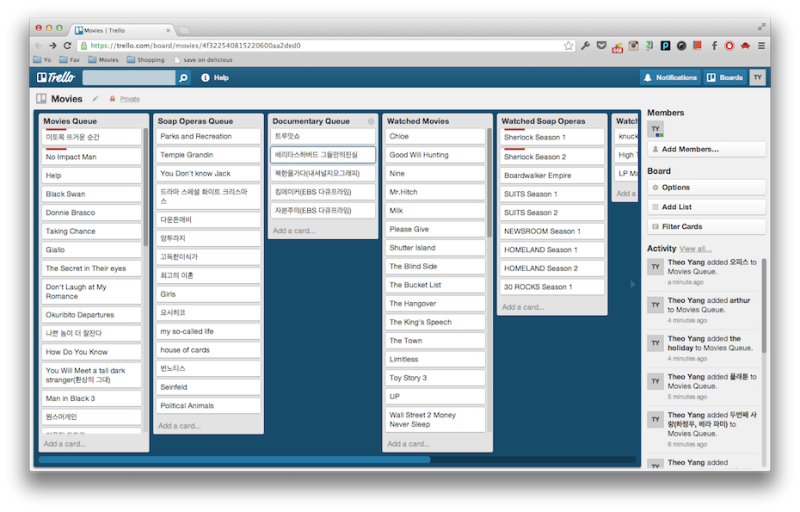 Movies | Trello
https://trello.com/board/movies/4f322540815220600aa2ded0
Yo
Fav
Movies
Shopping
save on delicious
Trello
Help
Notifications
Boards
TY
Movies
Private
Movies Queue
이토록 뜨거운 순간
No Impact Man
Help
Black Swan
Donnie Brasco
Taking Chance
Giallo
The Secret in Their eyes
Don't Laugh at My
Romance
Okuribito Departures
나쁜 놈이 더 잘잔다
How Do You Know
You Will Meet a tall dark
stranger(환상의 그대)
Man in Black 3
원스어게인
Add a card...
Soap Operas Queue
Parks and Recreation
Temple Grandin
You Don't know Jack
드라마 스페셜 화이트 크리스마
스
다운튼애비
앙투라지
고독한미식가
최고의 이혼
Girls
요시히코
my so-called life
house of cards
번노티스
Seinfeld
Political Animals
Add a card...
Documentary Queue
트루맛쇼
베리타스하버드 그들만의진실
북한을가다(내셔널지오그래피)
킹메이커(EBS 다큐프라임)
자본주의(EBS 다큐프라임)
Add a card...
Watched Movies
Chloe
Good Will Hunting
Nine
Mr.Hitch
Milk
Please Give
Shutter Island
The Blind Side
The Bucket List
The Hangover
The King's Speech
The Town
Limitless
Toy Story 3
UP
Wall Street 2 Money
Never Sleep
Add a card...
Watched Soap Operas
Sherlock Season 1
Sherlock Season 2
Boardwalker Empire
SUITS Season 1
SUITS Season 2
NEWSROOM Season 1
HOMELAND Season 1
HOMELAND Season 2
30 ROCKS Season 1
Add a card...
Watc
knuck
High T
LP Ma
Add a
Members
TY
Add Members...
Board
Options
Add List
Filter Cards
Activity View all...
TY
Theo Yang added 오피스 to
Movies Queue.
a minute ago
TY
Theo Yang added arthur
to Movies Queue.
4 minutes ago
TY
Theo Yang added the
holiday to Movies Queue.
4 minutes ago
TY
Theo Yang added 플래툰 to
Movies Queue.
5 minutes ago
TY
Theo Yang added 두번째 사
랑(하정우, 베라 파미) to
Movies Queue.
6 minutes ago
TY
Theo Yang added